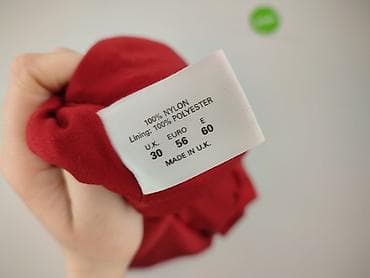 100% NYLON
Lining: 100% POLYESTER
U.K. EURO E
30 56 60
MADE IN U.K.